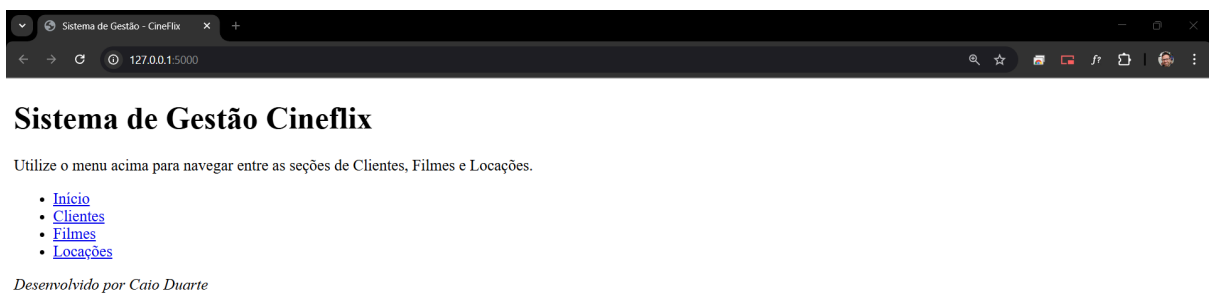 Sistema de Gestão - CineFlix
127.0.0.1:5000
f?
Sistema de Gestão Cineflix
Utilize o menu acima para navegar entre as seções de Clientes, Filmes e Locações.
Início
Clientes
Filmes
Locações
Desenvolvido por Caio Duarte